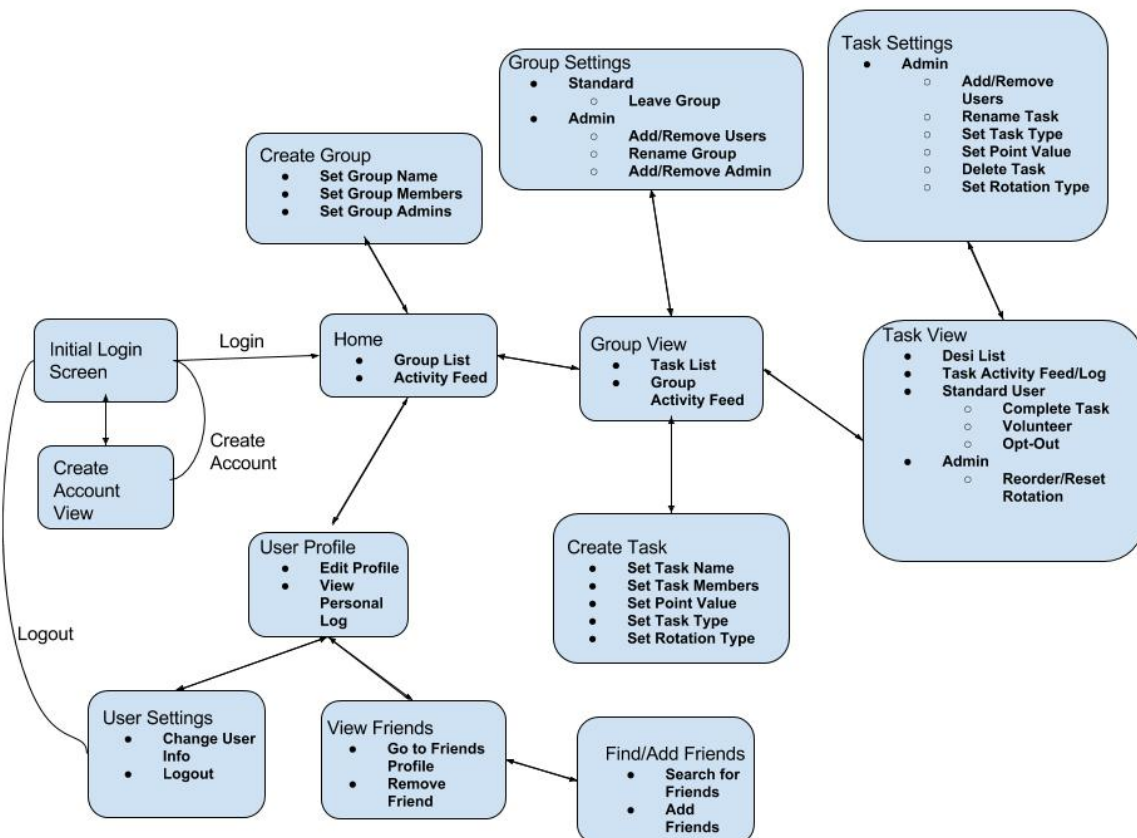 Task Settings
● Admin
○ Add/Remove
Users
○ Rename Task
○ Set Task Type
○ Set Point Value
○ Delete Task
○ Set Rotation Type
Group Settings
● Standard
○ Leave Group
● Admin
○ Add/Remove Users
○ Rename Group
○ Add/Remove Admin
Create Group
● Set Group Name
● Set Group Members
● Set Group Admins
Initial Login
Screen
Login
Home
● Group List
● Activity Feed
Group View
● Task List
● Group
Activity Feed
Task View
● Desi List
● Task Activity Feed/Log
● Standard User
○ Complete Task
○ Volunteer
○ Opt-Out
● Admin
○ Reorder/Reset
Rotation
Create
Account
Create
Account
View
User Profile
● Edit Profile
● View
Personal
Log
Create Task
● Set Task Name
● Set Task Members
● Set Point Value
● Set Task Type
● Set Rotation Type
Logout
User Settings
● Change User
Info
● Logout
View Friends
● Go to Friends
Profile
● Remove
Friend
Find/Add Friends
● Search for
Friends
● Add
Friends